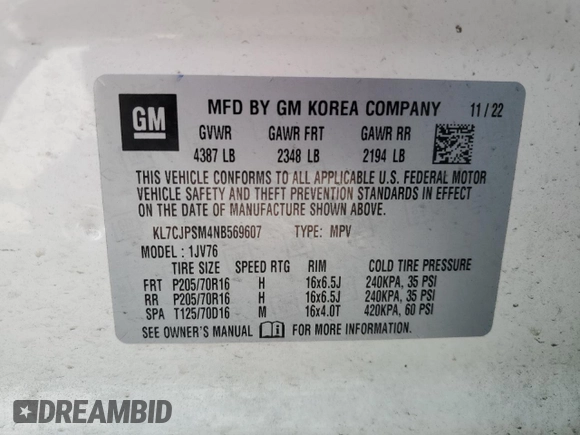 GM
MFD BY GM KOREA COMPANY 11 / 22
GVWR GAWR FRT GAWR RR
4387 LB 2348 LB 2194 LB
THIS VEHICLE CONFORMS TO ALL APPLICABLE U.S. FEDERAL MOTOR
VEHICLE SAFETY AND THEFT PREVENTION STANDARDS IN EFFECT
ON THE DATE OF MANUFACTURE SHOWN ABOVE.
KL7CJPSM4NB569607 TYPE: MPV
MODEL : 1JV76
TIRE SIZE SPEED RTG RIM COLD TIRE PRESSURE
FRT P205/70R16 H 16x6.5J 240KPA, 35 PSI
RR P205/70R16 H 16x6.5J 240KPA, 35 PSI
SPA T125/70D16 M 16x4.0T 420KPA, 60 PSI
SEE OWNER'S MANUAL FOR MORE INFORMATION.
DREAMBID